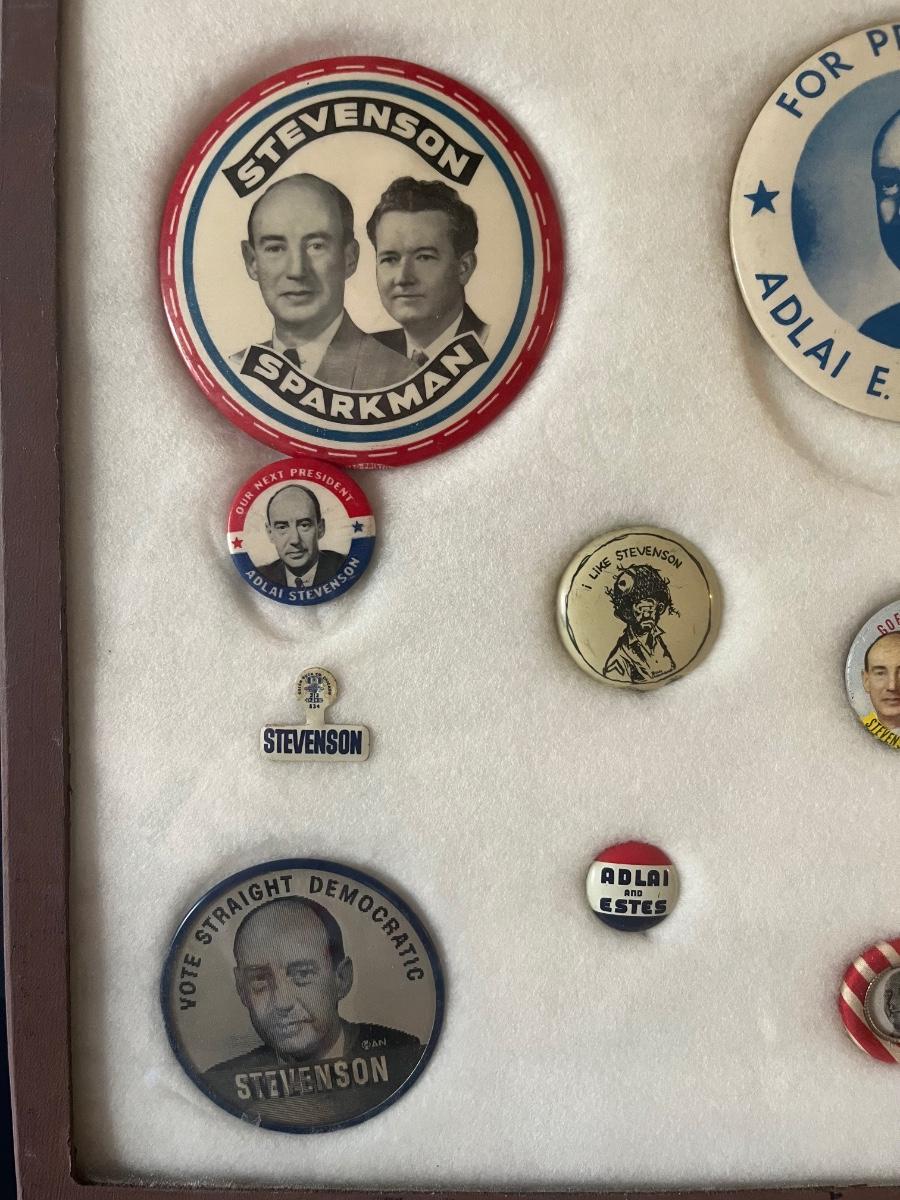 STEVENSON
SPARKMAN
FOR
ADLAI E.
OUR NEXT PRESIDENT
ADLAI STEVENSON
I LIKE STEVENSON
834
STEVENSON
ADLAI
AND
ESTES
VOTE STRAIGHT DEMOCRATIC
STEVENSON